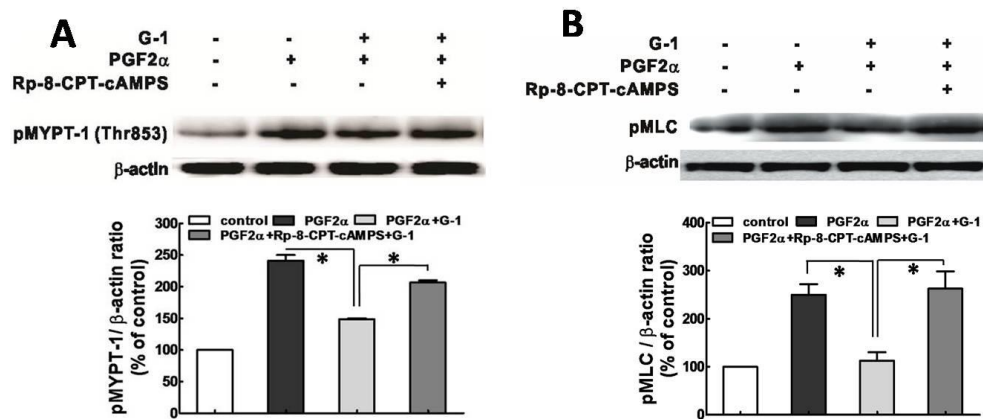 A
G-1 - - + +
PGF2α - + + +
Rp-8-CPT-cAMPS - - - +
pMYPT-1 (Thr853)
β-actin
control PGF2α PGF2α+G-1
PGF2α+Rp-8-CPT-cAMPS+G-1
pMYPT-1/ β-actin ratio
(% of control)
300
250
200
150
100
50
0
* *
B
G-1 - - + +
PGF2α - + + +
Rp-8-CPT-cAMPS - - - +
pMLC
β-actin
control PGF2α PGF2α+G-1
PGF2α+Rp-8-CPT-cAMPS+G-1
pMLC / β-actin ratio
(% of control)
400
300
200
100
0
* *